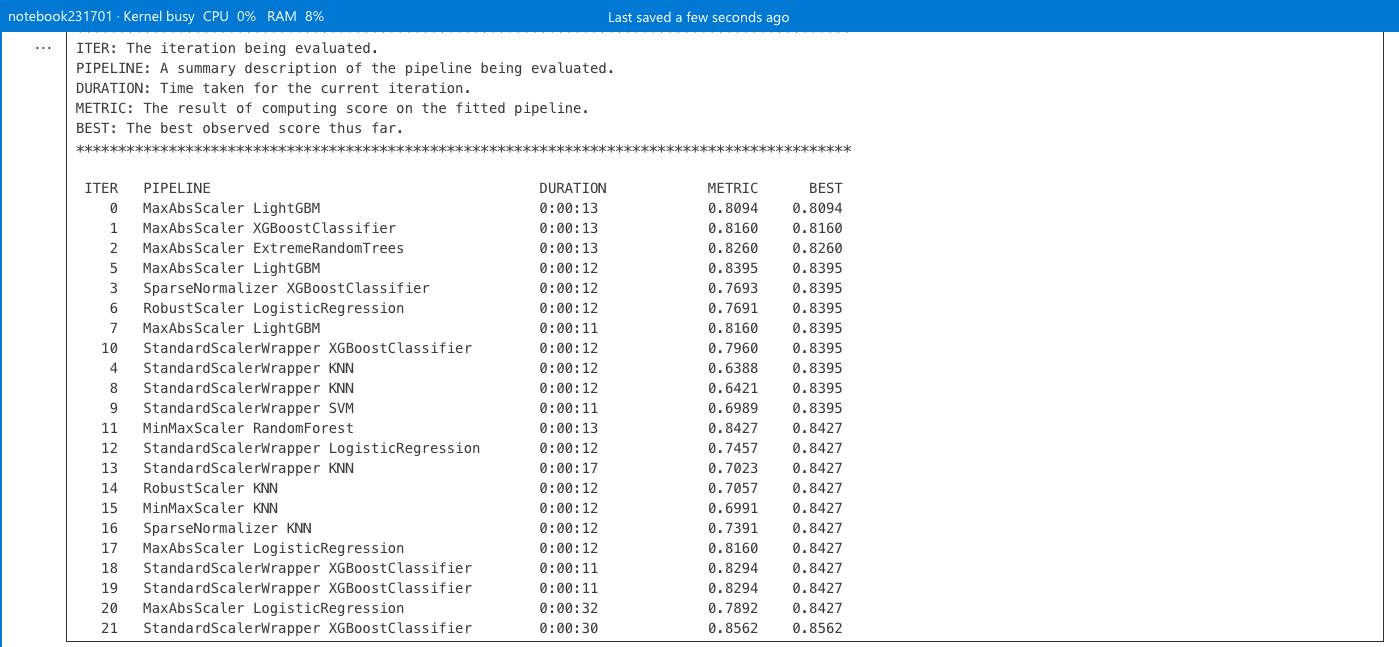 notebook231701 · Kernel busy CPU 0% RAM 8% Last saved a few seconds ago
ITER: The iteration being evaluated.
PIPELINE: A summary description of the pipeline being evaluated.
DURATION: Time taken for the current iteration.
METRIC: The result of computing score on the fitted pipeline.
BEST: The best observed score thus far.
********************************************************************************************
ITER PIPELINE DURATION METRIC BEST
0 MaxAbsScaler LightGBM 0:00:13 0.8094 0.8094
1 MaxAbsScaler XGBoostClassifier 0:00:13 0.8160 0.8160
2 MaxAbsScaler ExtremeRandomTrees 0:00:13 0.8260 0.8260
5 MaxAbsScaler LightGBM 0:00:12 0.8395 0.8395
3 SparseNormalizer XGBoostClassifier 0:00:12 0.7693 0.8395
6 RobustScaler LogisticRegression 0:00:12 0.7691 0.8395
7 MaxAbsScaler LightGBM 0:00:11 0.8160 0.8395
10 StandardScalerWrapper XGBoostClassifier 0:00:12 0.7960 0.8395
4 StandardScalerWrapper KNN 0:00:12 0.6388 0.8395
8 StandardScalerWrapper KNN 0:00:12 0.6421 0.8395
9 StandardScalerWrapper SVM 0:00:11 0.6989 0.8395
11 MinMaxScaler RandomForest 0:00:13 0.8427 0.8427
12 StandardScalerWrapper LogisticRegression 0:00:12 0.7457 0.8427
13 StandardScalerWrapper KNN 0:00:17 0.7023 0.8427
14 RobustScaler KNN 0:00:12 0.7057 0.8427
15 MinMaxScaler KNN 0:00:12 0.6991 0.8427
16 SparseNormalizer KNN 0:00:12 0.7391 0.8427
17 MaxAbsScaler LogisticRegression 0:00:12 0.8160 0.8427
18 StandardScalerWrapper XGBoostClassifier 0:00:11 0.8294 0.8427
19 StandardScalerWrapper XGBoostClassifier 0:00:11 0.8294 0.8427
20 MaxAbsScaler LogisticRegression 0:00:32 0.7892 0.8427
21 StandardScalerWrapper XGBoostClassifier 0:00:30 0.8562 0.8562